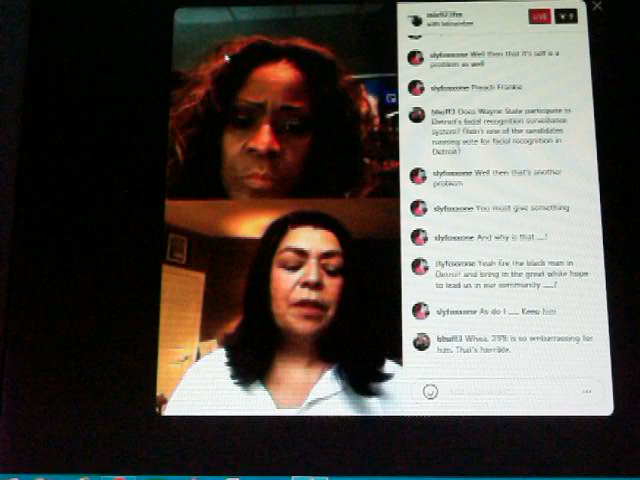 LIVE
slyfoxxone Well then that it's self is a
problem as well
slyfoxxone Preach Frankie
Does Wayne State participate in
Detroit's facial recognition surveillance
system? Didn't one of the candidates
running vote for facial recognition in
Detroit?
slyfoxxone Well then that's another
problem
slyfoxxone You must give something
slyfoxxone And why is that ....!
slyfoxxone Yeah fire the black man in
Detroit and bring in the great white hope
to lead us in our community ....!
slyfoxxone As do I .... Keep him
Whoa. is so embarrassing for
him. That's horrible.